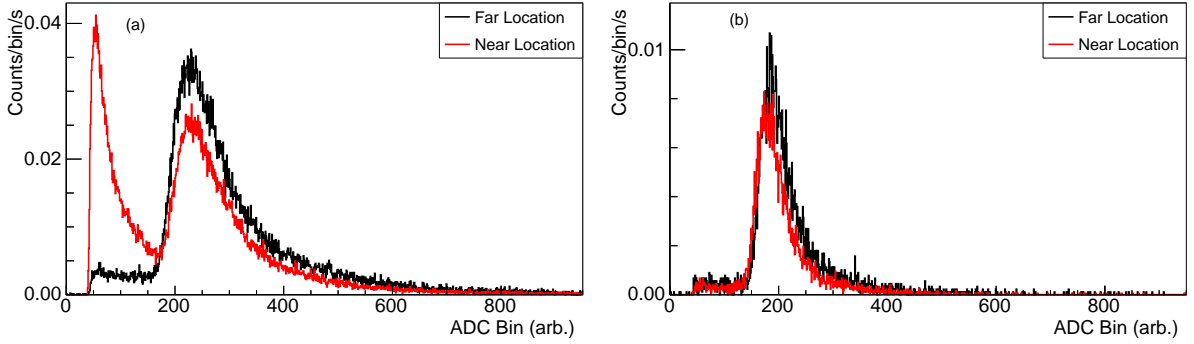 (a)
Far Location
Near Location
Counts/bin/s
0.04
0.02
0.00
0 200 400 600 800
ADC Bin (arb.)
(b)
Far Location
Near Location
Counts/bin/s
0.01
0.00
0 200 400 600 800
ADC Bin (arb.)